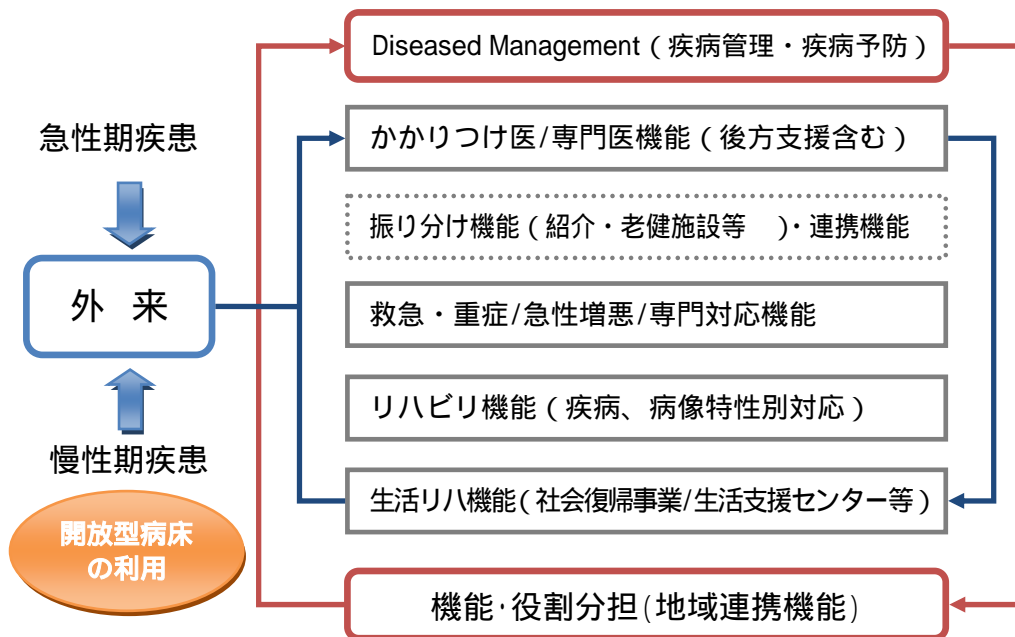 Diseased Management（疾病管理・疾病予防）
急性期疾患
かかりつけ医/専門医機能（後方支援含む）
振り分け機能（紹介・老健施設等　）・連携機能
外 来
救急・重症/急性増悪/専門対応機能
リハビリ機能（疾病、病像特性別対応）
慢性期疾患
生活リハ機能（社会復帰事業/生活支援センター等）
開放型病床
の利用
機能·役割分担(地域連携機能)